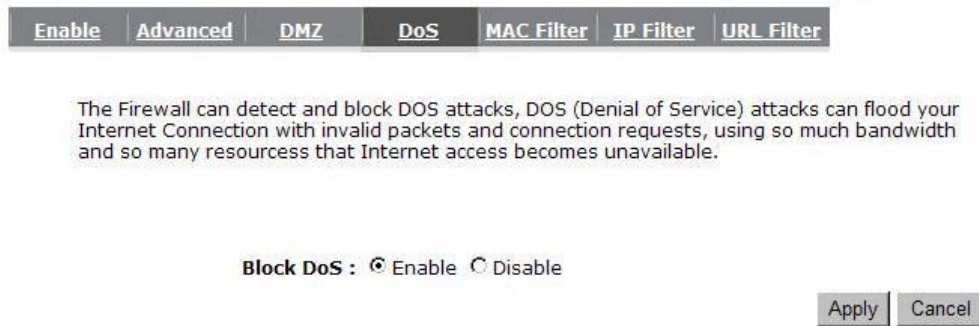 Enable Advanced DMZ DoS MAC Filter IP Filter URL Filter
The Firewall can detect and block DOS attacks, DOS (Denial of Service) attacks can flood your
Internet Connection with invalid packets and connection requests, using so much bandwidth
and so many resourcess that Internet access becomes unavailable.
Block DoS : Enable Disable
Apply Cancel